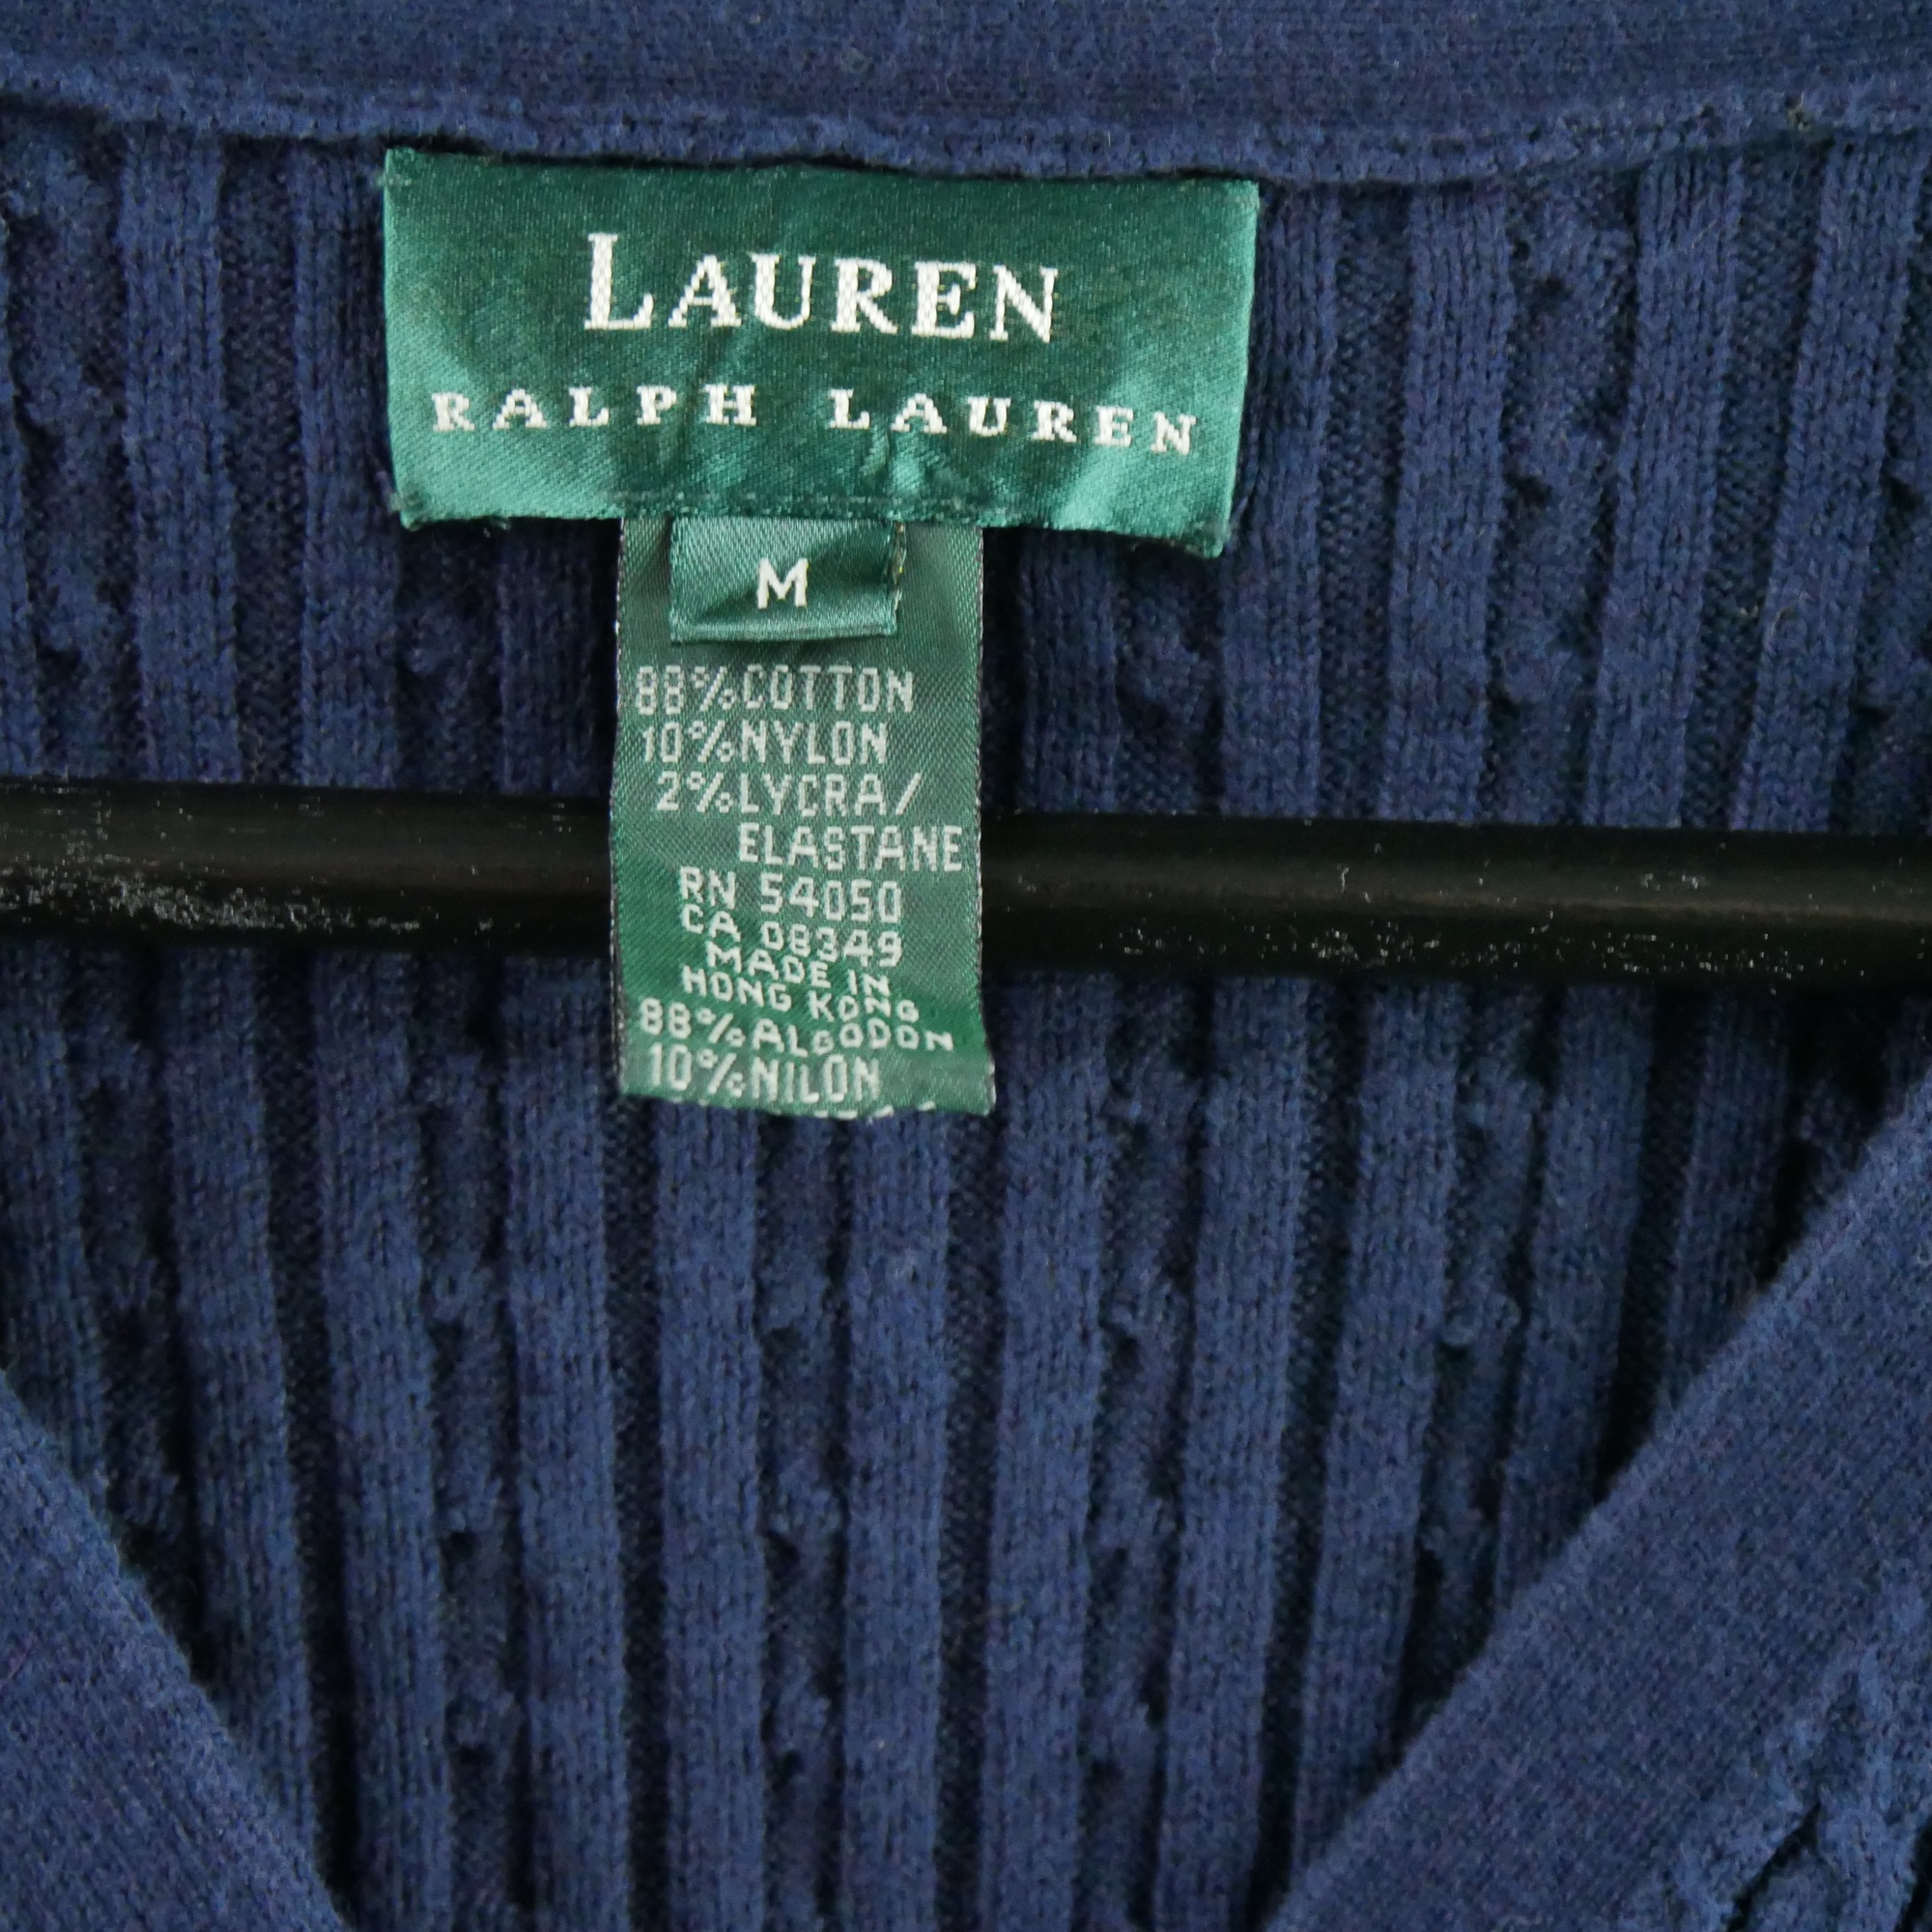 LAUREN
RALPH LAUREN
M
88%COTTON
10%NYLON
2%LYCRA/
ELASTANE
RN 54050
CA 08349
MADE IN
HONG KONG
88%ALGODON
10%NILON